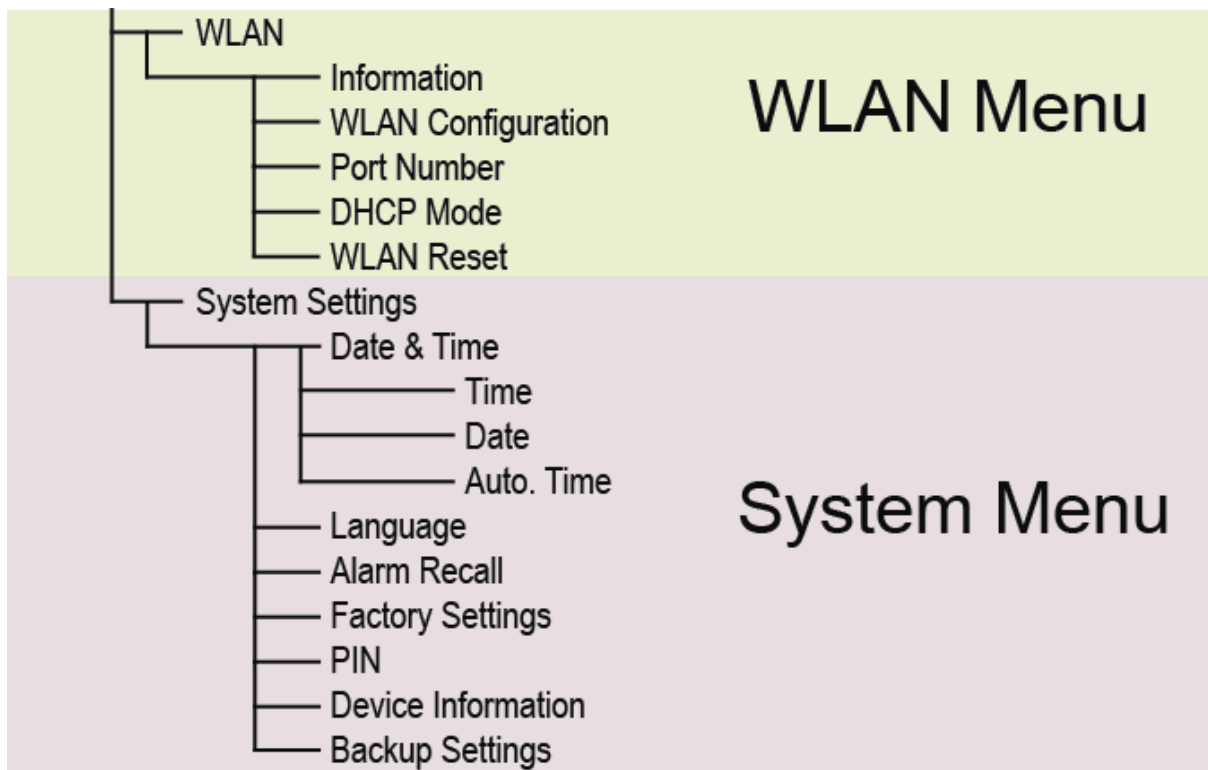 WLAN
Information
WLAN Configuration
Port Number
DHCP Mode
WLAN Reset
WLAN Menu
System Settings
Date & Time
Time
Date
Auto. Time
Language
Alarm Recall
Factory Settings
PIN
Device Information
Backup Settings
System Menu